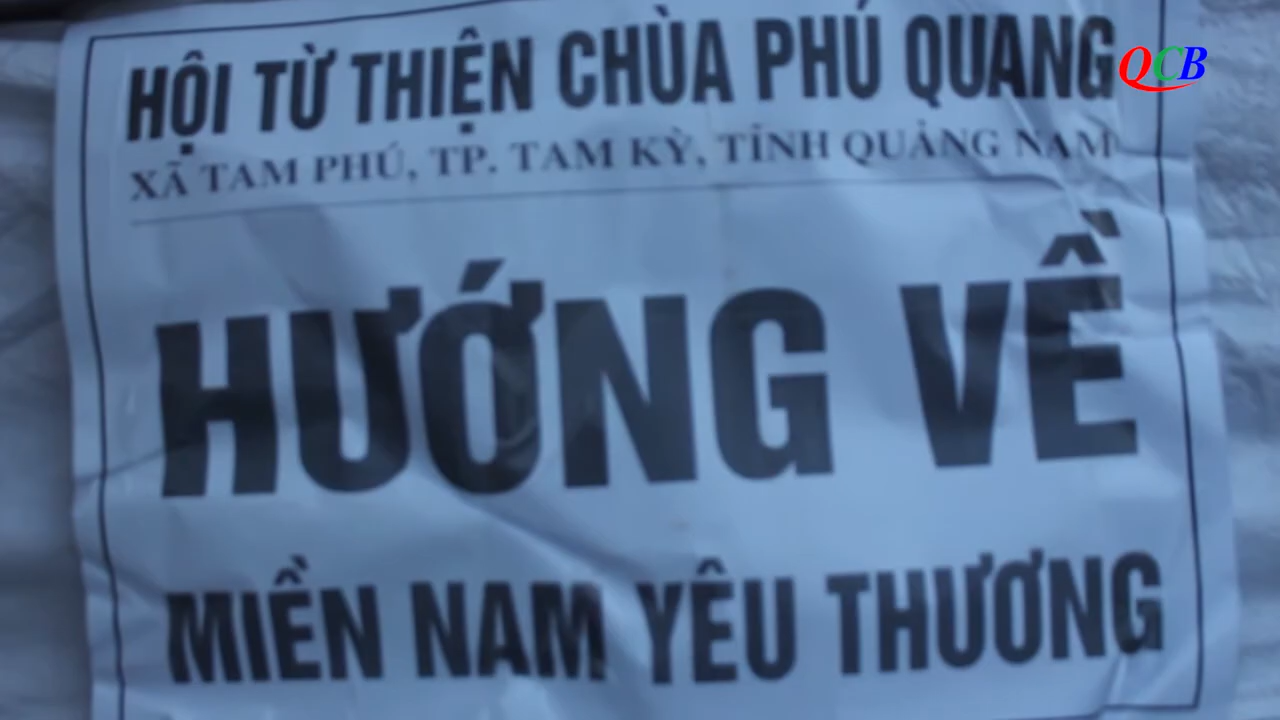 HỘI TỪ THIỆN CHÙA PHÚ QUANG
QCB
XÃ TAM PHÚ, TP. TAM KỲ, TỈNH QUẢNG NAM
HƯỚNG VỀ
MIỀN NAM YÊU THƯƠNG